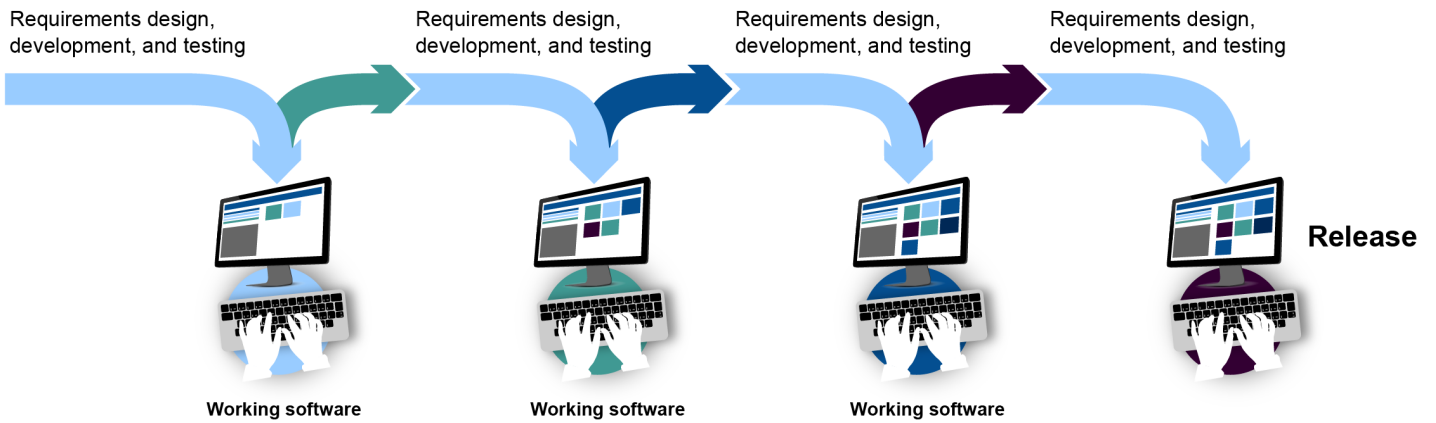 Requirements design,
development, and testing
Requirements design,
development, and testing
Requirements design,
development, and testing
Requirements design,
development, and testing
Release
Working software
Working software
Working software